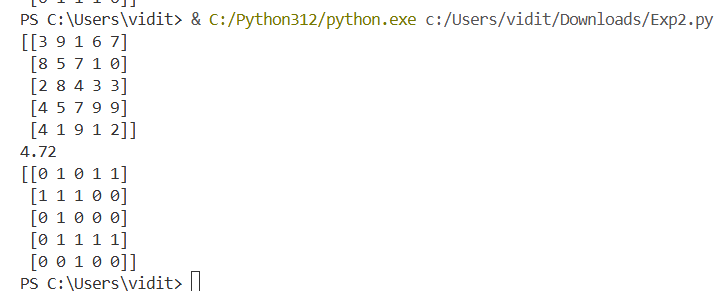 PS C:\Users\vidit> & C:/Python312/python.exe c:/Users/vidit/Downloads/Exp2.py
[[3 9 1 6 7]
 [8 5 7 1 0]
 [2 8 4 3 3]
 [4 5 7 9 9]
 [4 1 9 1 2]]
4.72
[[0 1 0 1 1]
 [1 1 1 0 0]
 [0 1 0 0 0]
 [0 1 1 1 1]
 [0 0 1 0 0]]
PS C:\Users\vidit>